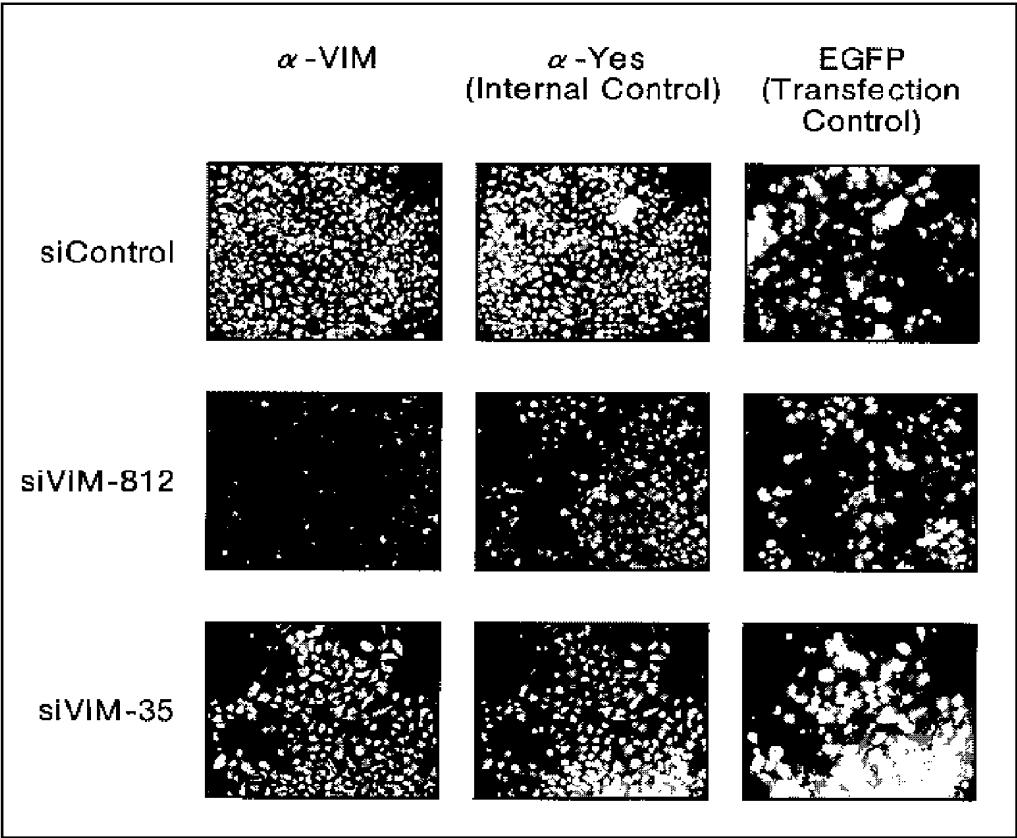 α-VIM
α-Yes
(Internal Control)
EGFP
(Transfection
Control)
siControl
siVIM-812
siVIM-35